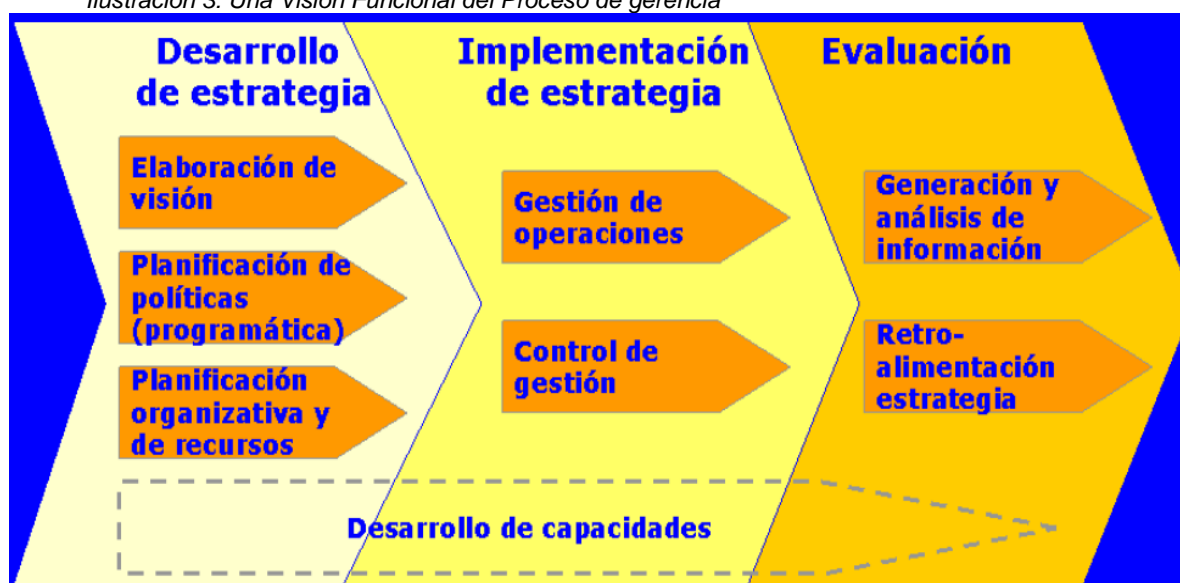 Ilustración 3. Una Visión Funcional del Proceso de gerencia
Desarrollo
de estrategia
Elaboración de
visión
Planificación de
políticas
(programática)
Planificación
organizativa y
de recursos
Implementación
de estrategia
Gestión de
operaciones
Control de
gestión
Evaluación
Generación y
análisis de
información
Retro-
alimentación
estrategia
Desarrollo de capacidades